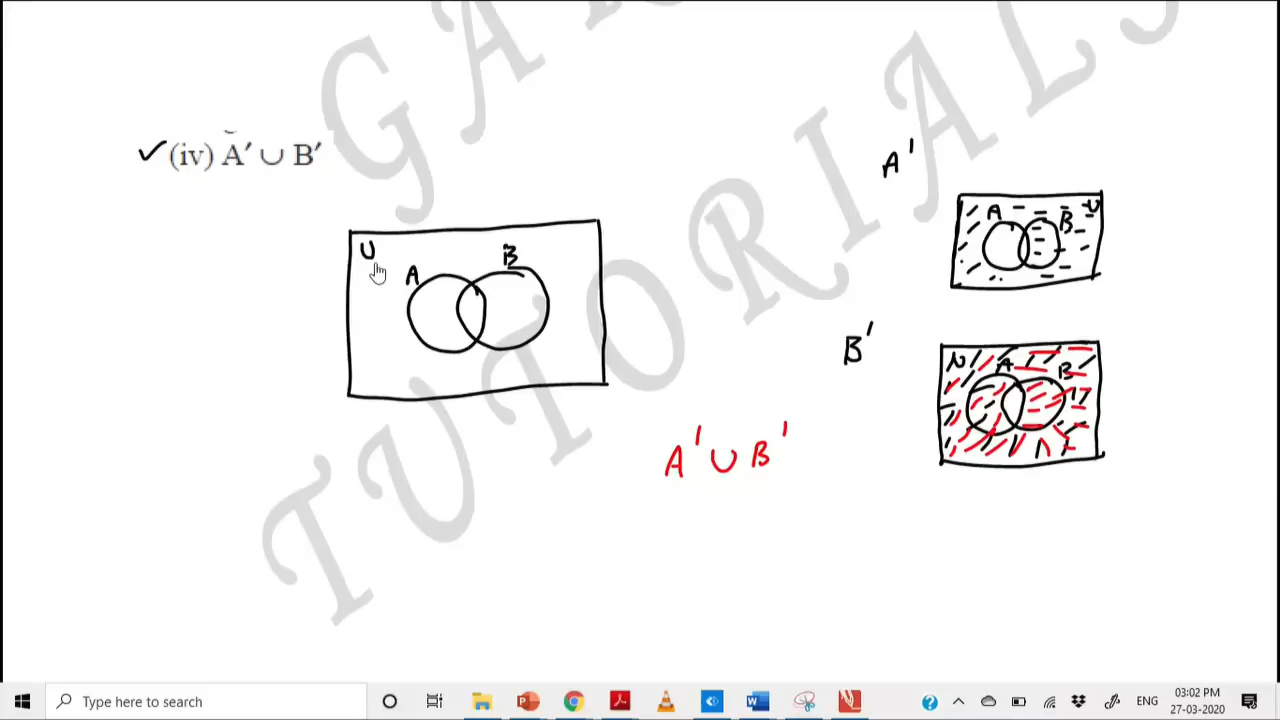 GA
TUTORIALS
✓(iv) A′ ∪ B′
A'
A B U
U
A B
B'
A B
A' ∪ B'
Type here to search
ENG
03:02 PM
27-03-2020